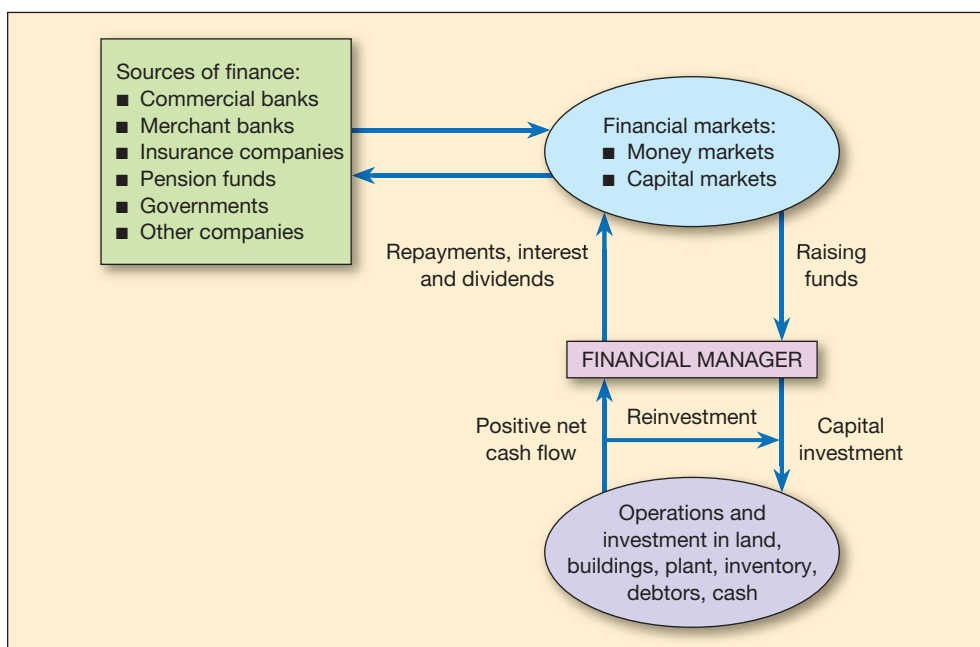 Sources of finance:
■ Commercial banks
■ Merchant banks
■ Insurance companies
■ Pension funds
■ Governments
■ Other companies
Financial markets:
■ Money markets
■ Capital markets
Repayments, interest
and dividends
Raising
funds
FINANCIAL MANAGER
Positive net
cash flow
Reinvestment
Capital
investment
Operations and
investment in land,
buildings, plant, inventory,
debtors, cash